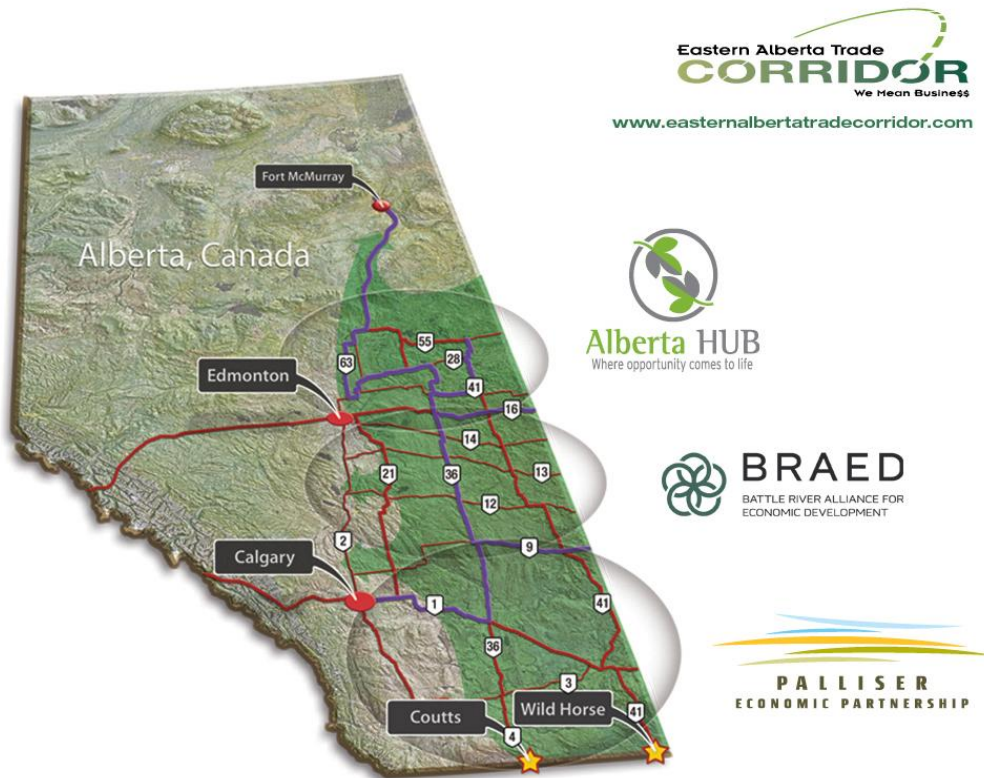 Eastern Alberta Trade
CORRIDOR
We Mean Busine$$
www.easternalbertatradecorridor.com
Fort McMurray
Alberta, Canada
Alberta HUB
Where opportunity comes to life
55
28
63
41
Edmonton
16
14
21
36
13
BRAED
BATTLE RIVER ALLIANCE FOR
ECONOMIC DEVELOPMENT
12
2
9
Calgary
1
41
36
3
PALLISER
ECONOMIC PARTNERSHIP
Coutts
Wild Horse
41
4